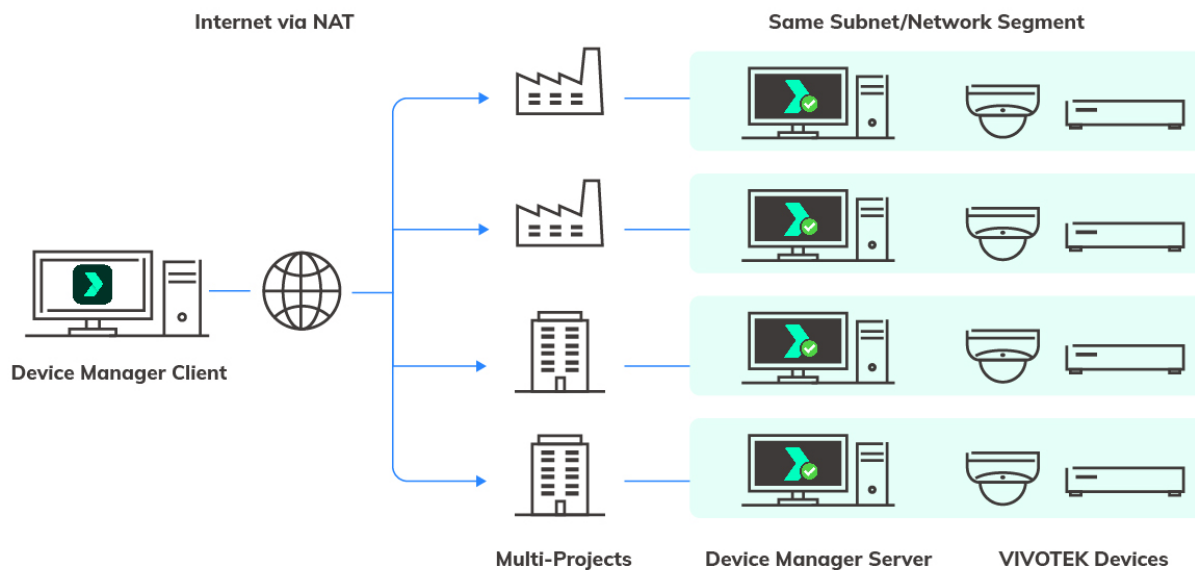 Internet via NAT
Same Subnet/Network Segment
Device Manager Client
Multi-Projects
Device Manager Server
VIVOTEK Devices